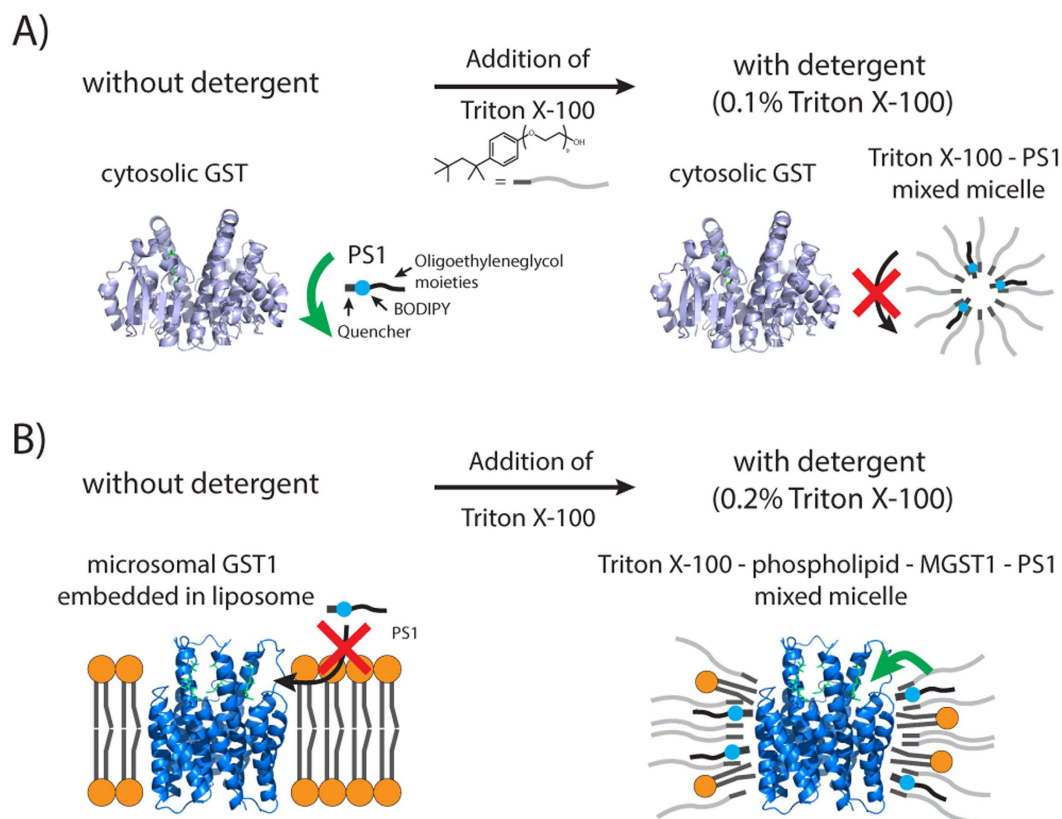 A)
without detergent
Addition of
Triton X-100
with detergent
(0.1% Triton X-100)
O
OH
9
=
cytosolic GST
PS1
Oligoethyleneglycol
moieties
BODIPY
Quencher
cytosolic GST
Triton X-100 - PS1
mixed micelle
B)
without detergent
Addition of
Triton X-100
with detergent
(0.2% Triton X-100)
microsomal GST1
embedded in liposome
PS1
Triton X-100 - phospholipid - MGST1 - PS1
mixed micelle